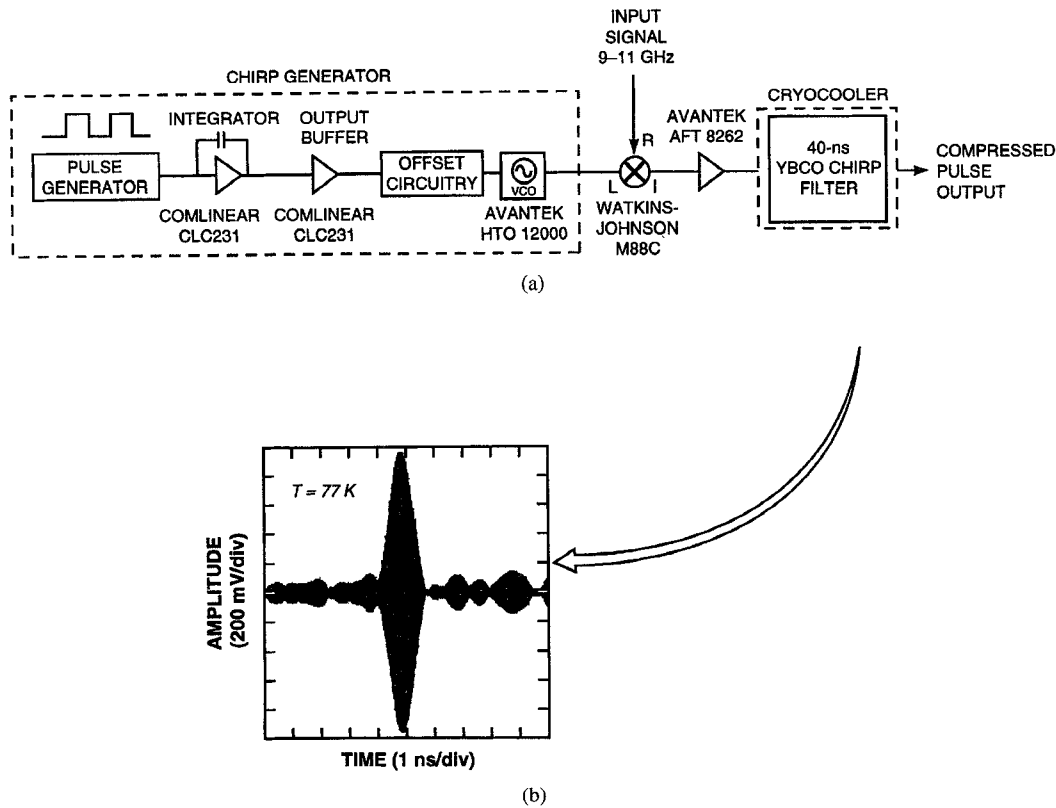 INPUT
SIGNAL
9–11 GHz
CHIRP GENERATOR
CRYOCOOLER
INTEGRATOR
OUTPUT
BUFFER
AVANTEK
AFT 8262
R
PULSE
GENERATOR
OFFSET
CIRCUITRY
VCO
L
I
40-ns
YBCO CHIRP
FILTER
COMPRESSED
PULSE
OUTPUT
COMLINEAR
CLC231
COMLINEAR
CLC231
AVANTEK
HTO 12000
WATKINS-
JOHNSON
M88C
(a)
T = 77 K
AMPLITUDE
(200 mV/div)
TIME (1 ns/div)
(b)